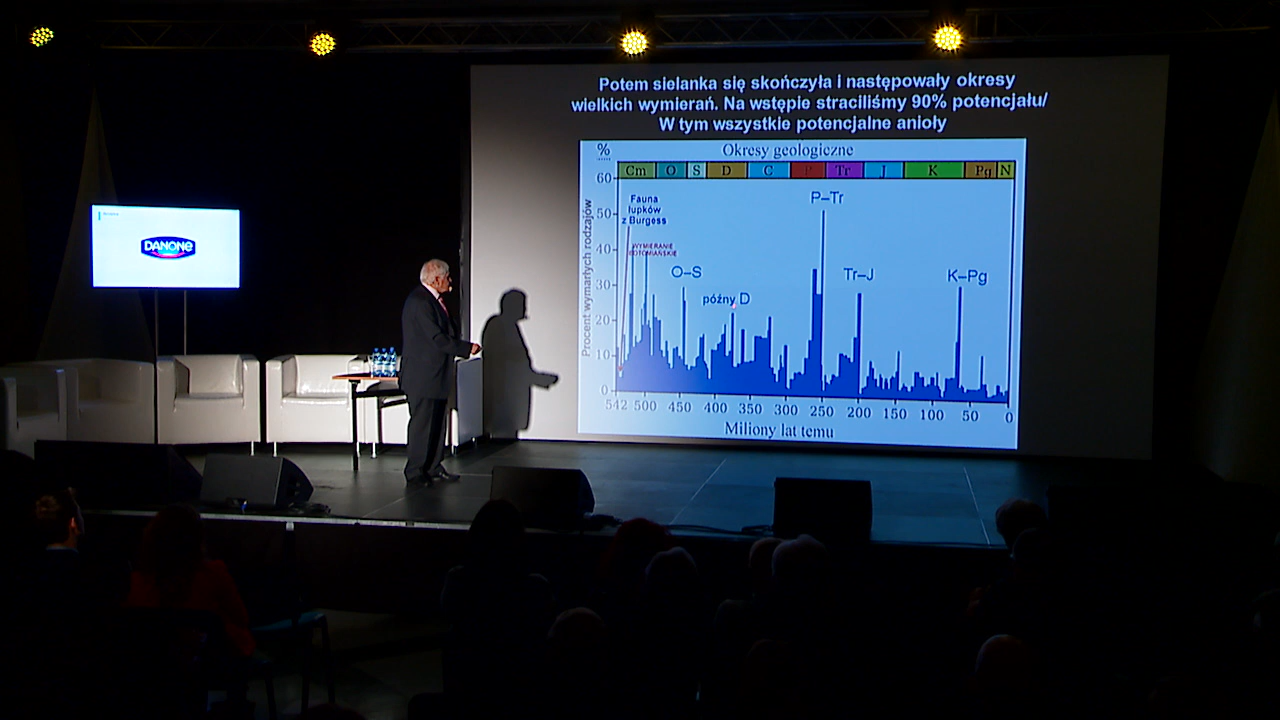 Potem sielanka się skończyła i następowały okresy
wielkich wymierań. Na wstępie straciliśmy 90% potencjału/
W tym wszystkie potencjalne anioły
% Okresy geologiczne
Cm O S D C P Tr J K Pg N
60
50
40
30
20
10
0
Procent wymarłych rodzajów
Fauna
łupków
z Burgess
WYMIERANIE
BOTOMIAŃSKIE
O–S
późny D
P–Tr
Tr–J
K–Pg
542 500 450 400 350 300 250 200 150 100 50 0
Miliony lat temu
DANONE